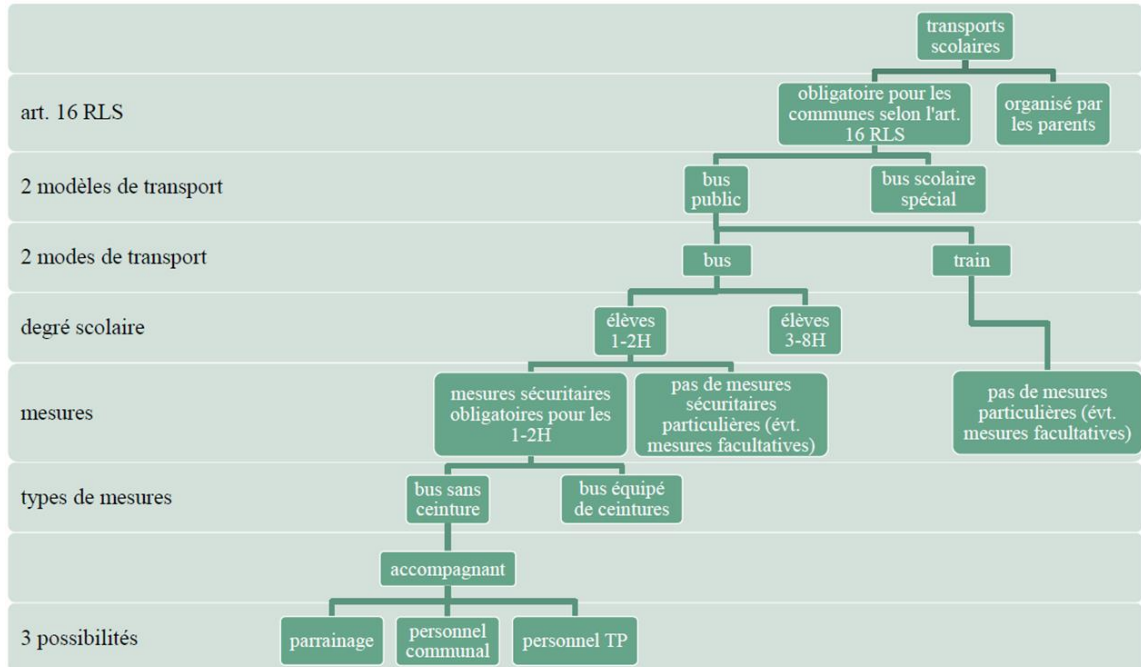 transports
scolaires
art. 16 RLS
obligatoire pour les
communes selon l'art.
16 RLS
organisé par
les parents
2 modèles de transport
bus
public
bus scolaire
spécial
2 modes de transport
bus
train
degré scolaire
élèves
1-2H
élèves
3-8H
mesures
mesures sécuritaires
obligatoires pour les
1-2H
pas de mesures
sécuritaires
particulières (évt.
mesures facultatives)
pas de mesures
particulières (évt.
mesures facultatives)
types de mesures
bus sans
ceinture
bus équipé
de ceintures
accompagnant
3 possibilités
parrainage
personnel
communal
personnel TP